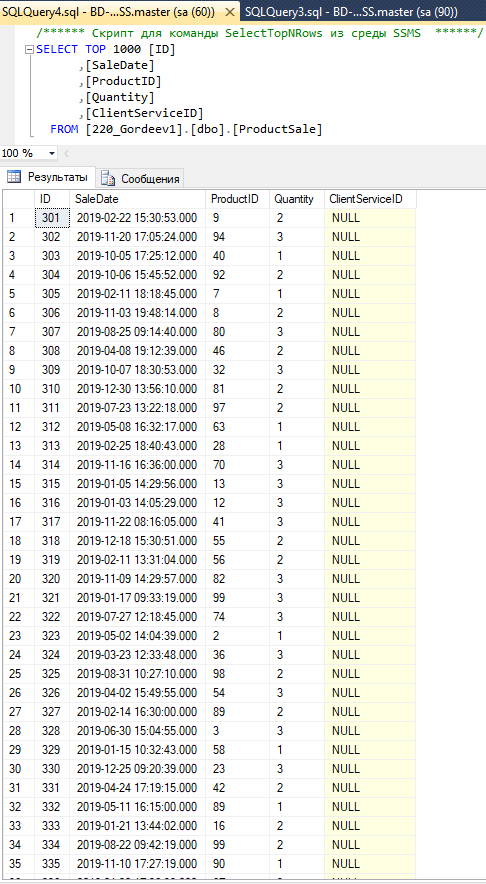 SQLQuery4.sql - BD-...SS.master (sa (60))* × SQLQuery3.sql - BD-...SS.master (sa (90))
/****** Скрипт для команды SelectTopNRows из среды SSMS ******/
SELECT TOP 1000 [ID]
,[SaleDate]
,[ProductID]
,[Quantity]
,[ClientServiceID]
FROM [220_Gordeev1].[dbo].[ProductSale]
100 %
Результаты Сообщения
ID SaleDate ProductID Quantity ClientServiceID
1 301 2019-02-22 15:30:53.000 9 2 NULL
2 302 2019-11-20 17:05:24.000 94 3 NULL
3 303 2019-10-05 17:25:12.000 40 1 NULL
4 304 2019-10-06 15:45:52.000 92 2 NULL
5 305 2019-02-11 18:18:45.000 7 1 NULL
6 306 2019-11-03 19:48:14.000 8 2 NULL
7 307 2019-08-25 09:14:40.000 80 3 NULL
8 308 2019-04-08 19:12:39.000 46 2 NULL
9 309 2019-10-07 18:30:53.000 32 3 NULL
10 310 2019-12-30 13:56:10.000 81 2 NULL
11 311 2019-07-23 13:22:18.000 97 2 NULL
12 312 2019-05-08 16:32:17.000 63 1 NULL
13 313 2019-02-25 18:40:43.000 28 1 NULL
14 314 2019-11-16 16:36:00.000 70 3 NULL
15 315 2019-01-05 14:29:56.000 13 3 NULL
16 316 2019-01-03 14:05:29.000 12 3 NULL
17 317 2019-11-22 08:16:05.000 41 3 NULL
18 318 2019-12-18 15:30:51.000 55 2 NULL
19 319 2019-02-11 13:31:04.000 56 2 NULL
20 320 2019-11-09 14:29:57.000 82 3 NULL
21 321 2019-01-17 09:33:19.000 99 3 NULL
22 322 2019-07-27 12:18:45.000 74 3 NULL
23 323 2019-05-02 14:04:39.000 2 1 NULL
24 324 2019-03-23 12:33:48.000 36 3 NULL
25 325 2019-08-31 10:27:10.000 98 2 NULL
26 326 2019-04-02 15:49:55.000 54 3 NULL
27 327 2019-02-14 16:30:00.000 89 2 NULL
28 328 2019-06-30 15:04:55.000 3 3 NULL
29 329 2019-01-15 10:32:43.000 58 1 NULL
30 330 2019-12-25 09:20:39.000 23 3 NULL
31 331 2019-04-24 17:19:15.000 42 2 NULL
32 332 2019-05-11 16:15:00.000 89 1 NULL
33 333 2019-01-21 13:44:02.000 16 2 NULL
34 334 2019-08-22 09:42:19.000 99 2 NULL
35 335 2019-11-10 17:27:19.000 90 1 NULL